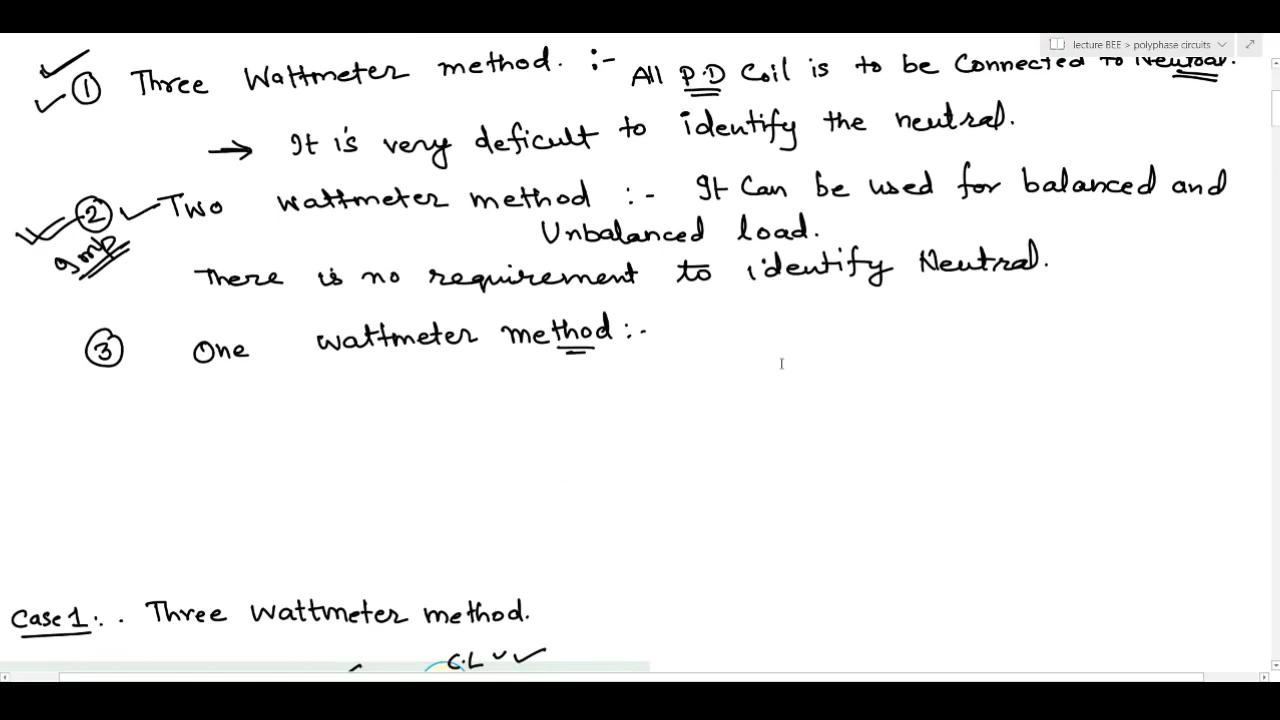 lecture BEE > polyphase circuits
① Three Wattmeter method. :- All P.D Coil is to be Connected to Neutral.
→ It is very deficult to identify the neutral.
② Two wattmeter method :- It Can be used for balanced and
Imp
Unbalanced load.
There is no requirement to identify Neutral.
③ One wattmeter method :-
Case 1:. Three wattmeter method.
C.L